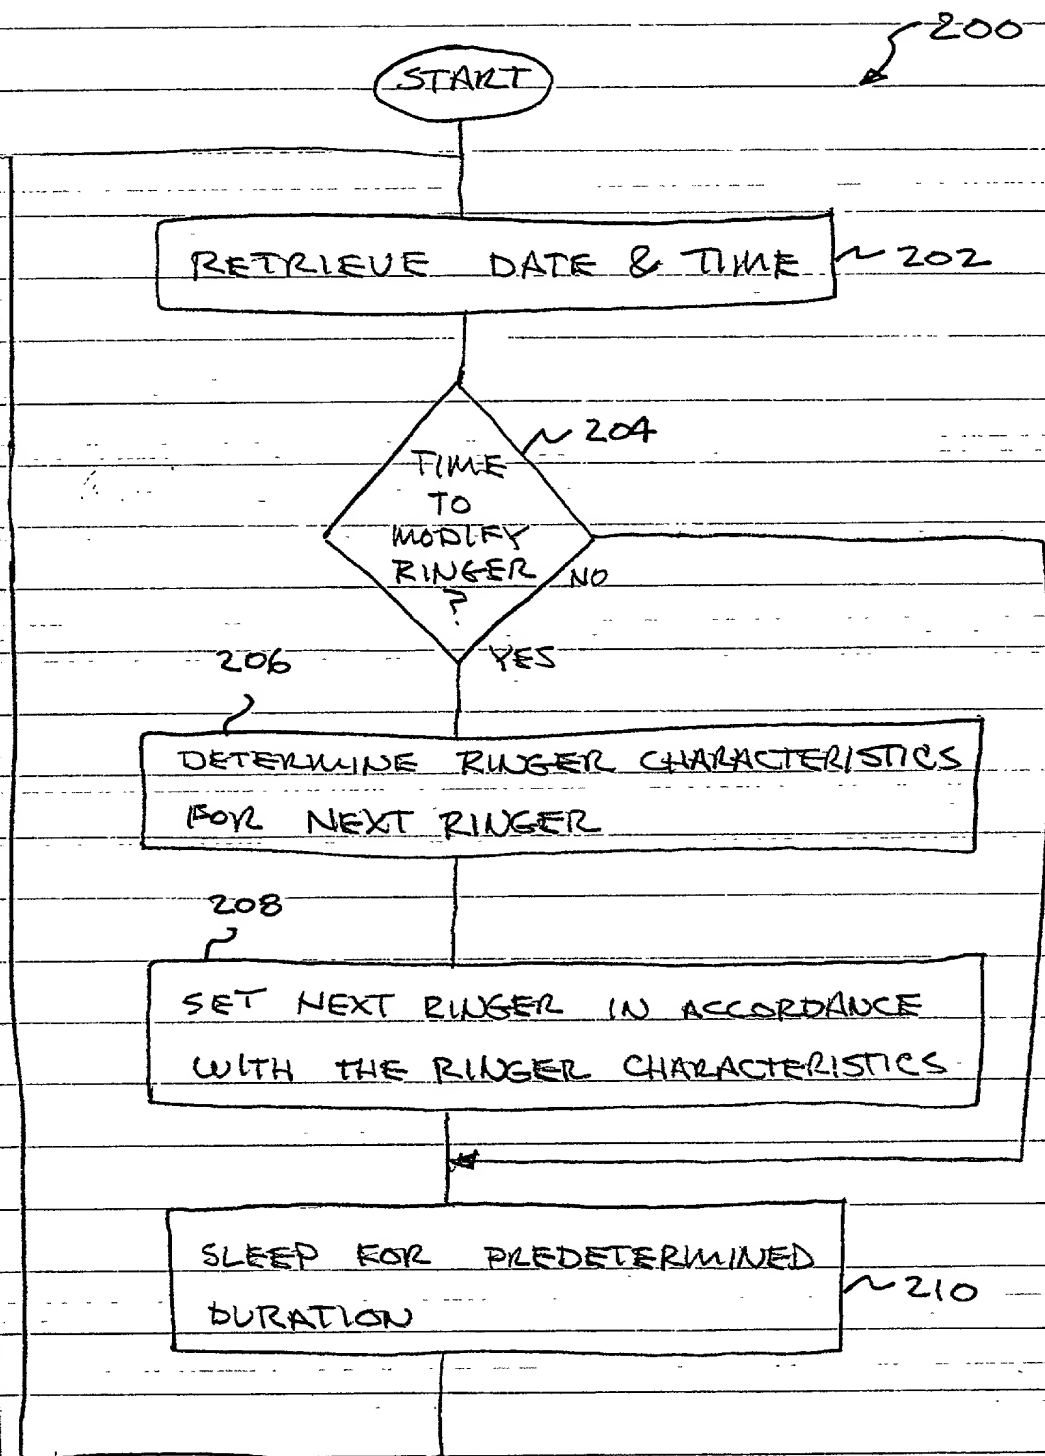 200
START
RETRIEVE DATE & TIME
202
204
TIME
TO
MODIFY
RINGER
?
NO
YES
206
DETERMINE RINGER CHARACTERISTICS
FOR NEXT RINGER
208
SET NEXT RINGER IN ACCORDANCE
WITH THE RINGER CHARACTERISTICS
SLEEP FOR PREDETERMINED
DURATION
210